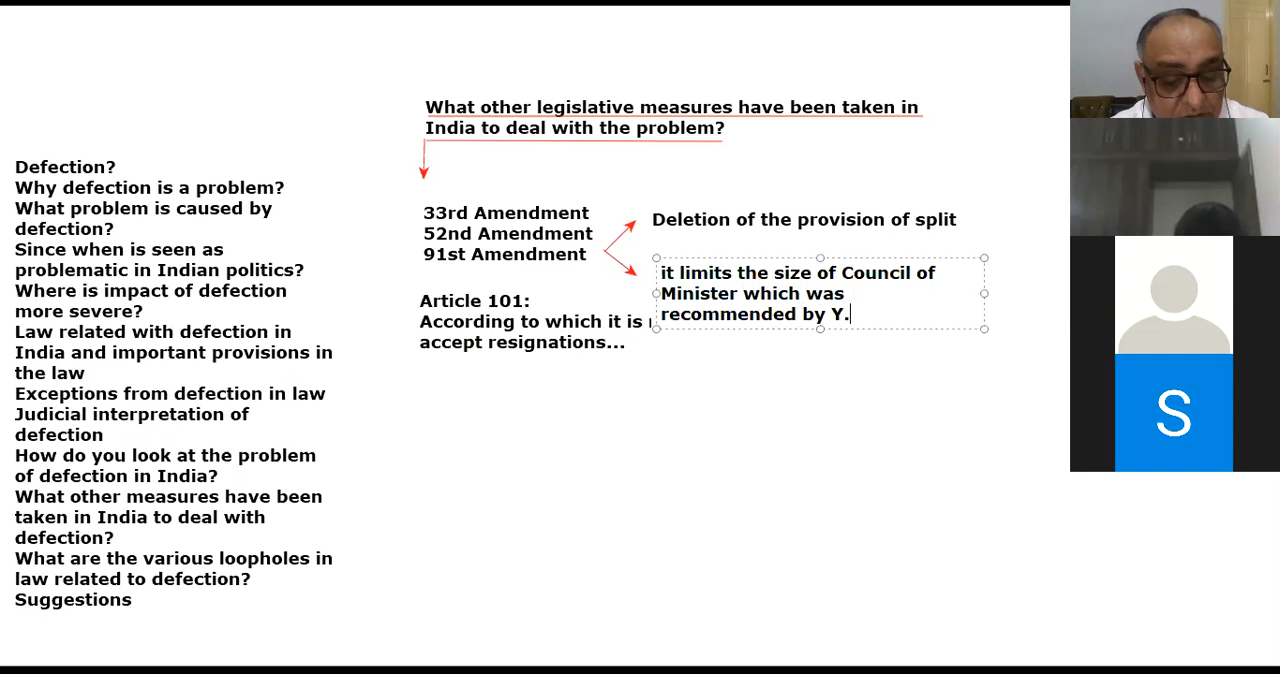 What other legislative measures have been taken in
India to deal with the problem?
Defection?
Why defection is a problem?
What problem is caused by
defection?
Since when is seen as
problematic in Indian politics?
Where is impact of defection
more severe?
Law related with defection in
India and important provisions in
the law
Exceptions from defection in law
Judicial interpretation of
defection
How do you look at the problem
of defection in India?
What other measures have been
taken in India to deal with
defection?
What are the various loopholes in
law related to defection?
Suggestions
33rd Amendment
52nd Amendment
91st Amendment
Article 101:
According to which it is
accept resignations...
Deletion of the provision of split
it limits the size of Council of
Minister which was
recommended by Y.
S